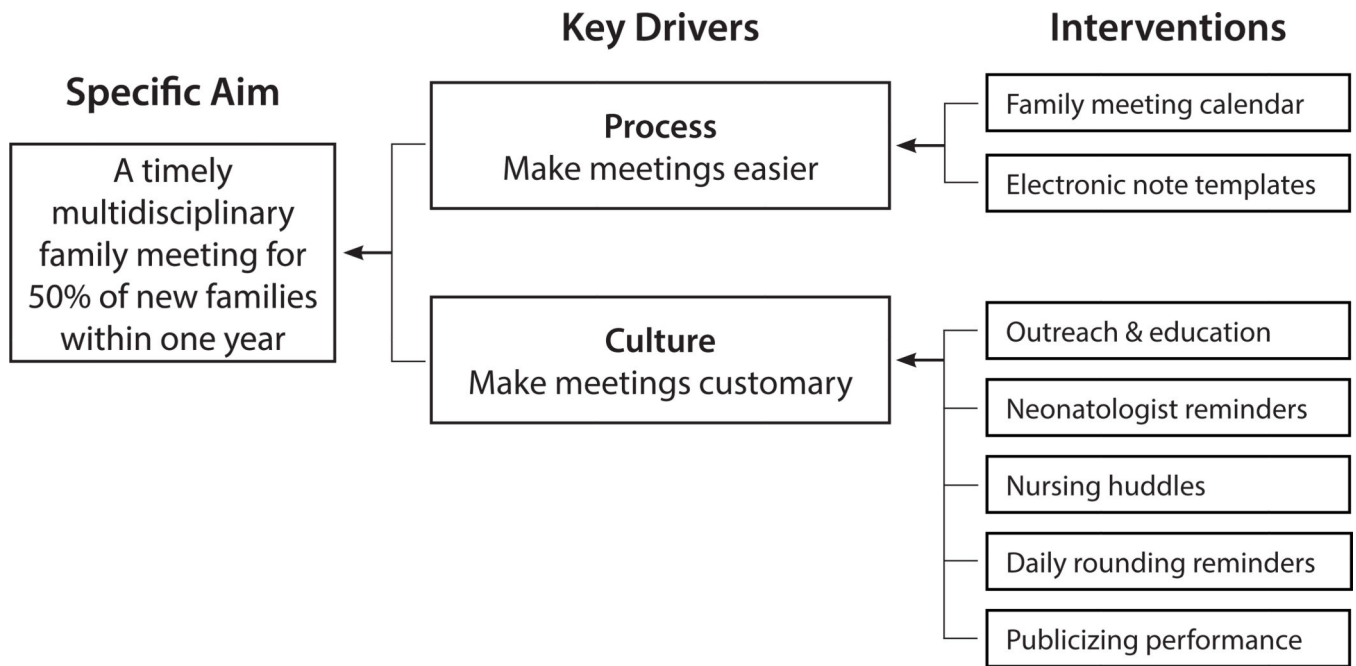 Specific Aim
A timely
multidisciplinary
family meeting for
50% of new families
within one year
Key Drivers
Process
Make meetings easier
Culture
Make meetings customary
Interventions
Family meeting calendar
Electronic note templates
Outreach & education
Neonatologist reminders
Nursing huddles
Daily rounding reminders
Publicizing performance